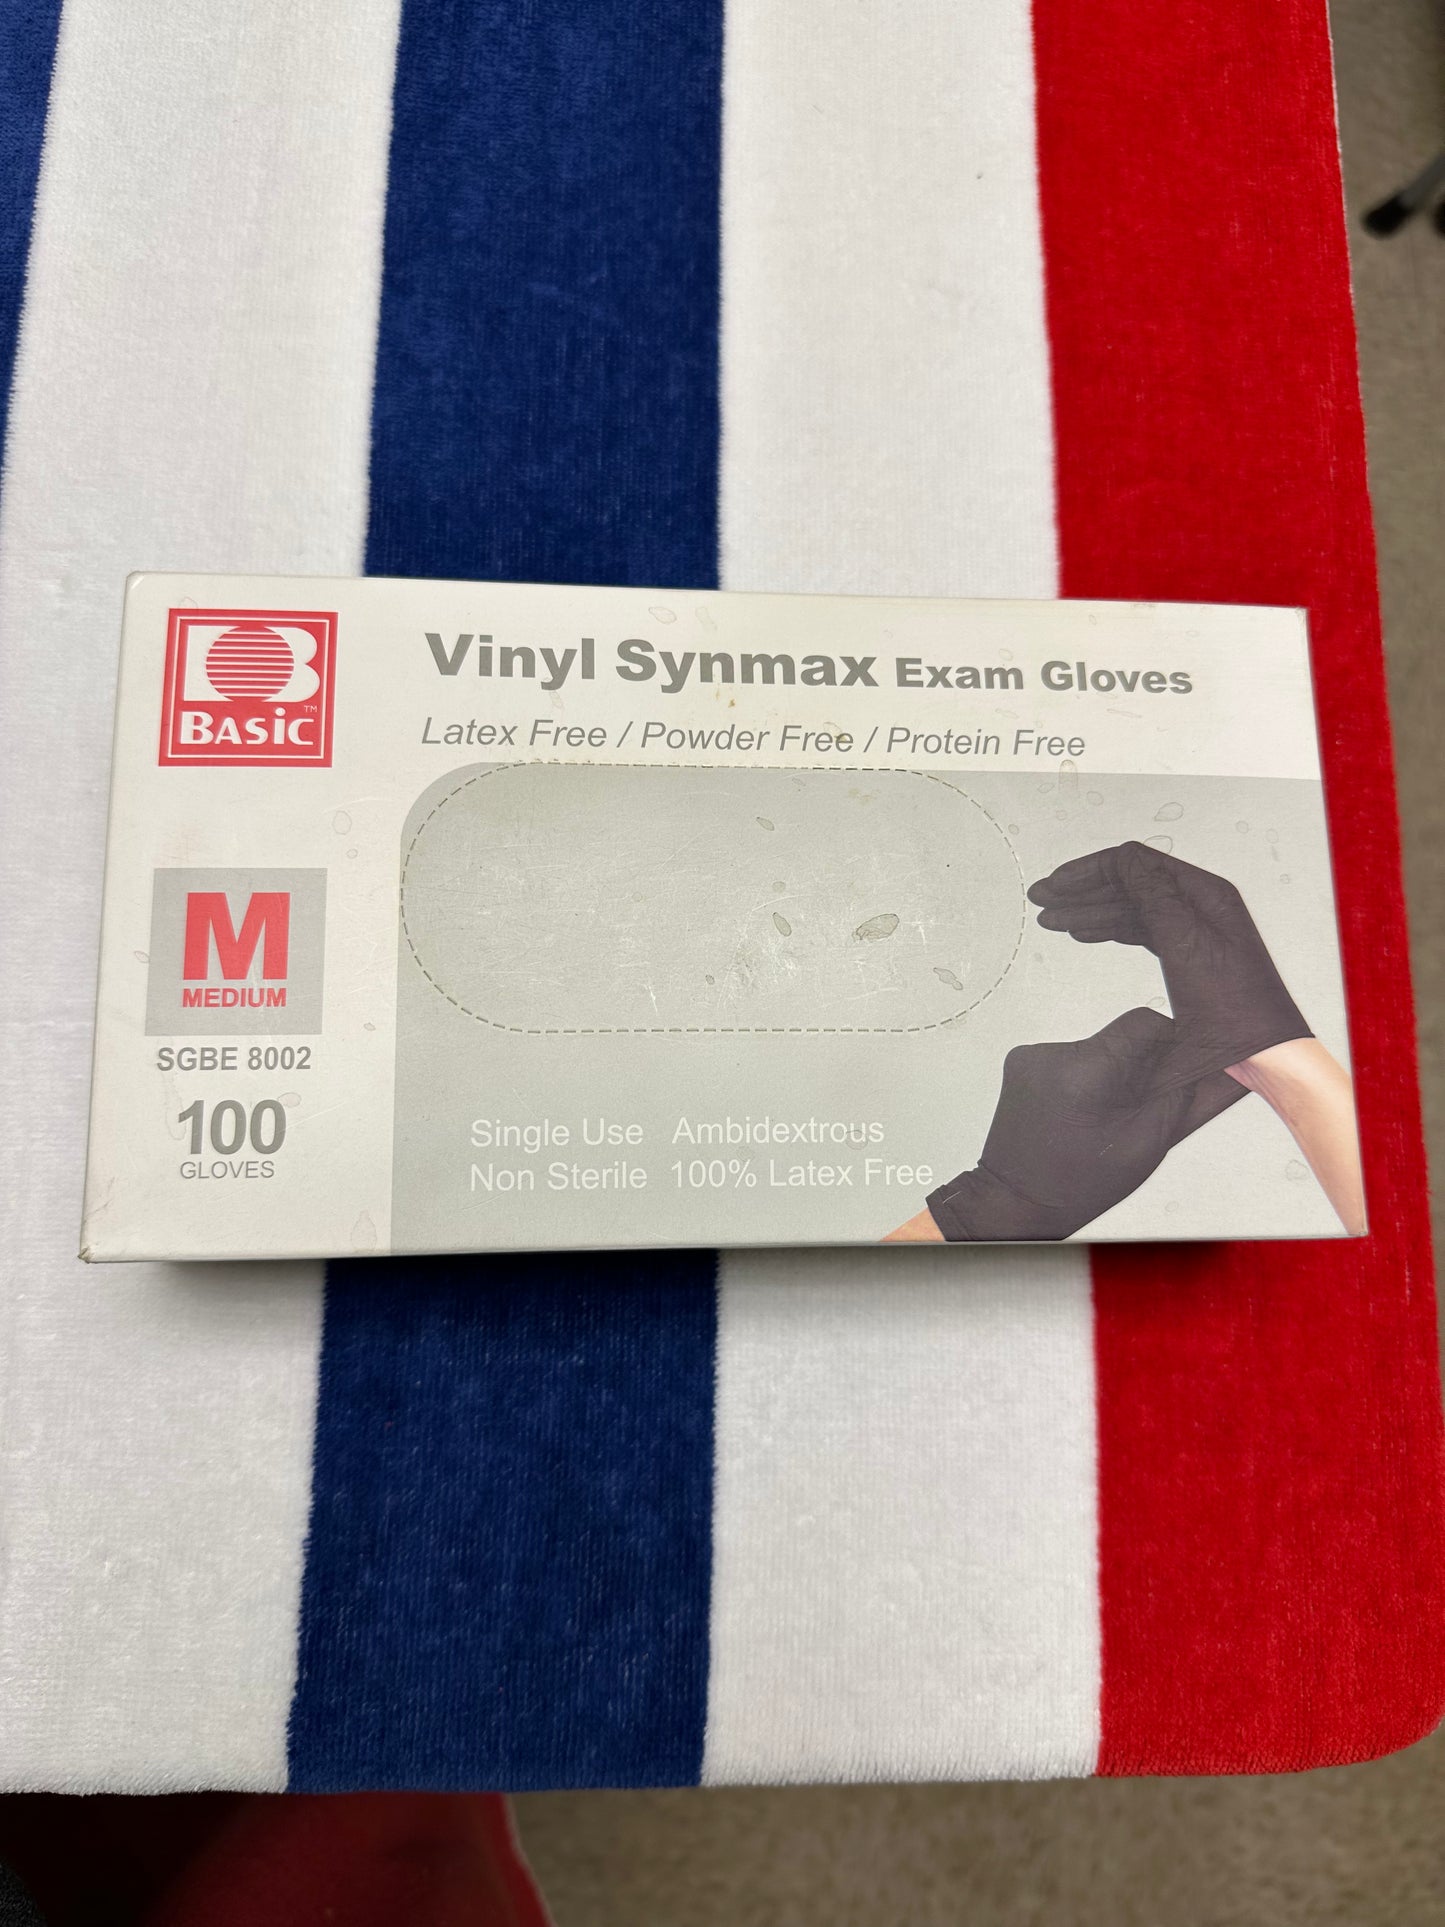 BASIC™
Vinyl Synmax Exam Gloves
Latex Free / Powder Free / Protein Free
M
MEDIUM
SGBE 8002
100
GLOVES
Single Use Ambidextrous
Non Sterile 100% Latex Free